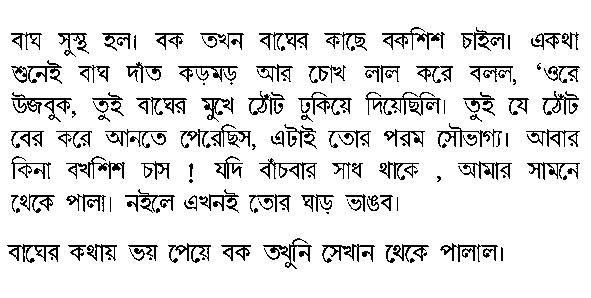 বাঘ সুস্থ হল। বক তখন বাঘের কাছে বকশিশ চাইল। একথা
শুনেই বাঘ দাঁত কড়মড় আর চোখ লাল করে বলল, ‘ওরে
উজবুক, তুই বাঘের মুখে ঠোঁট ঢুকিয়ে দিয়েছিলি। তুই যে ঠোঁট
বের করে আনতে পেরেছিস, এটাই তোর পরম সৌভাগ্য। আবার
কিনা বখশিশ চাস ! যদি বাঁচবার সাধ থাকে , আমার সামনে
থেকে পালা। নইলে এখনই তোর ঘাড় ভাঙব।
বাঘের কথায় ভয় পেয়ে বক তখুনি সেখান থেকে পালাল।